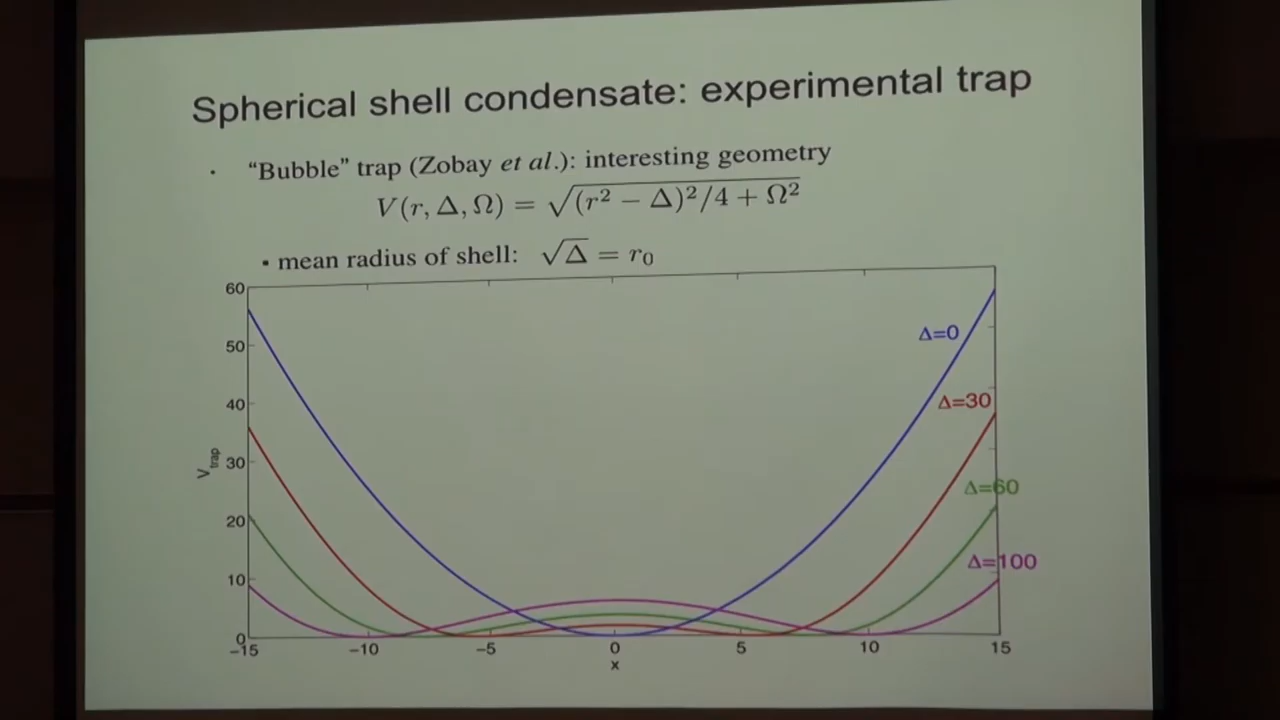 Spherical shell condensate: experimental trap
· “Bubble” trap (Zobay et al.): interesting geometry
V(r, Δ, Ω) = √((r² − Δ)²/4 + Ω²)
▪ mean radius of shell: √Δ = r₀
60
50
40
30
20
10
0
V_trap
Δ=0
Δ=30
Δ=60
Δ=100
−15 −10 −5 0 5 10 15
x